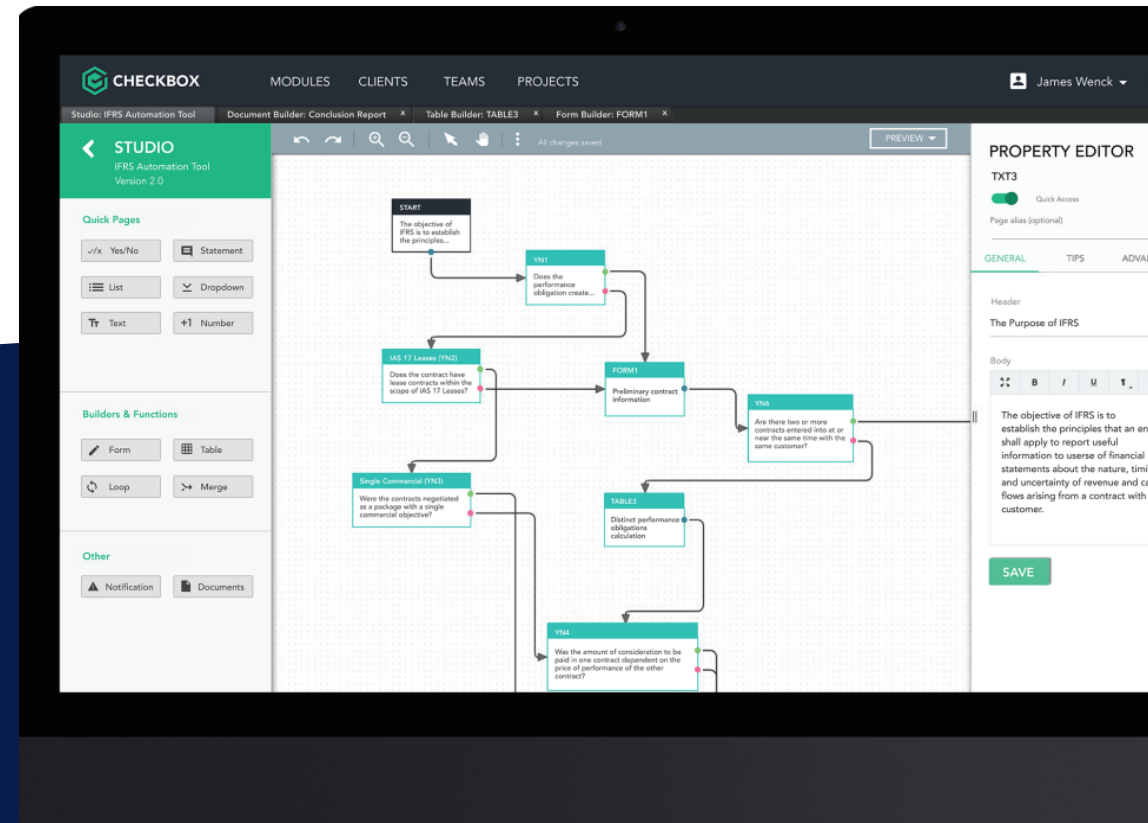 CHECKBOX
MODULES
CLIENTS
TEAMS
PROJECTS
James Wenck
Studio: IFRS Automation Tool
Document Builder: Conclusion Report x
Table Builder: TABLE3 x
Form Builder: FORM1 x
STUDIO
IFRS Automation Tool
Version 2.0
All changes saved
PREVIEW
Quick Pages
✓/x Yes/No
Statement
List
Dropdown
Tт Text
+1 Number
Builders & Functions
Form
Table
Loop
Merge
Other
Notification
Documents
START
The objective of
IFRS is to establish
the principles...
YN1
Does the
performance
obligation create...
IAS 17 Leases (YN2)
Does the contract have
lease contracts within the
scope of IAS 17 Leases?
FORM1
Preliminary contract
information
YN6
Are there two or more
contracts entered into at or
near the same time with the
same customer?
Single Commercial (YN3)
Were the contracts negotiated
as a package with a single
commercial objective?
TABLE3
Distinct performance
obligations
calculation
YN4
Was the amount of consideration to be
paid in one contract dependent on the
price of performance of the other
contract?
PROPERTY EDITOR
TXT3
Quick Access
Page alias (optional)
GENERAL
TIPS
ADVA
Header
The Purpose of IFRS
Body
B I U ¶
The objective of IFRS is to
establish the principles that an en
shall apply to report useful
information to userse of financial
statements about the nature, timi
and uncertainty of revenue and ca
flows arising from a contract with
customer.
SAVE